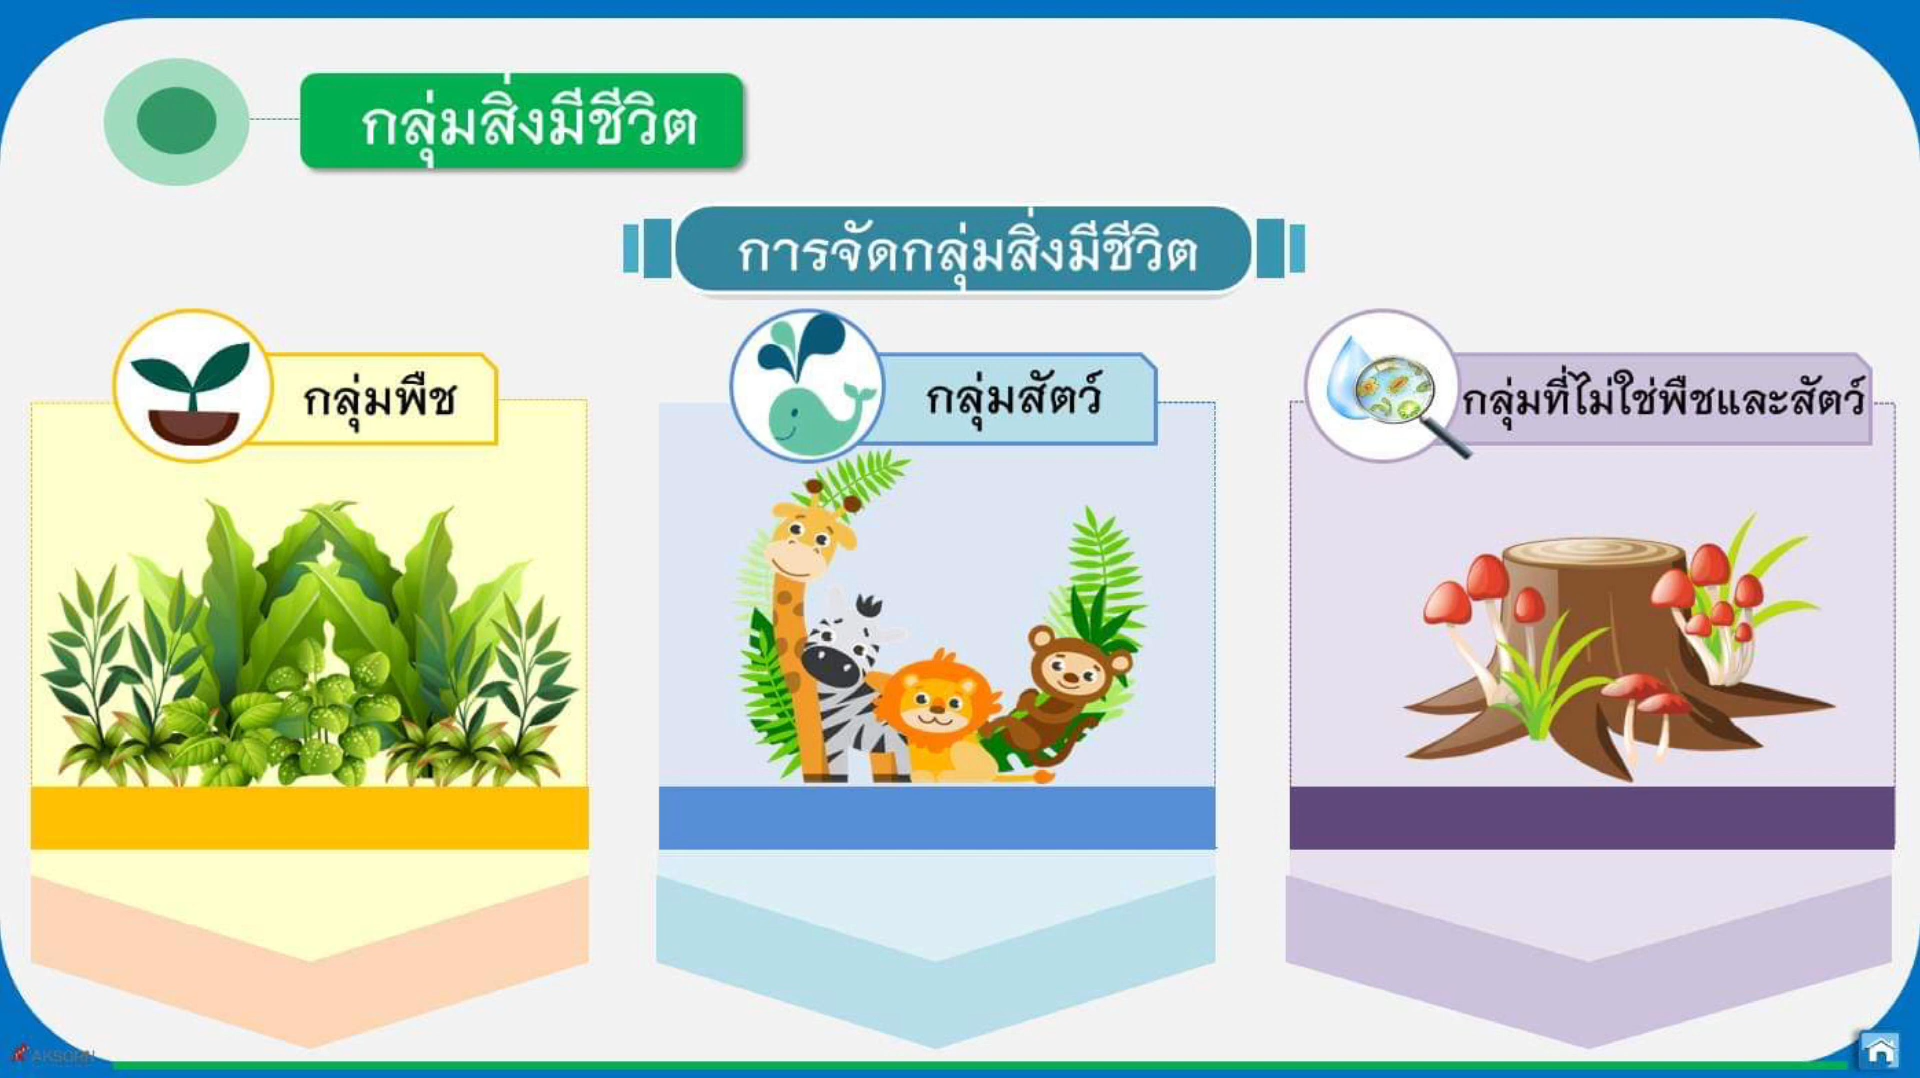 กลุ่มสิ่งมีชีวิต
การจัดกลุ่มสิ่งมีชีวิต
กลุ่มพืช
กลุ่มสัตว์
กลุ่มที่ไม่ใช่พืชและสัตว์
AKSORN